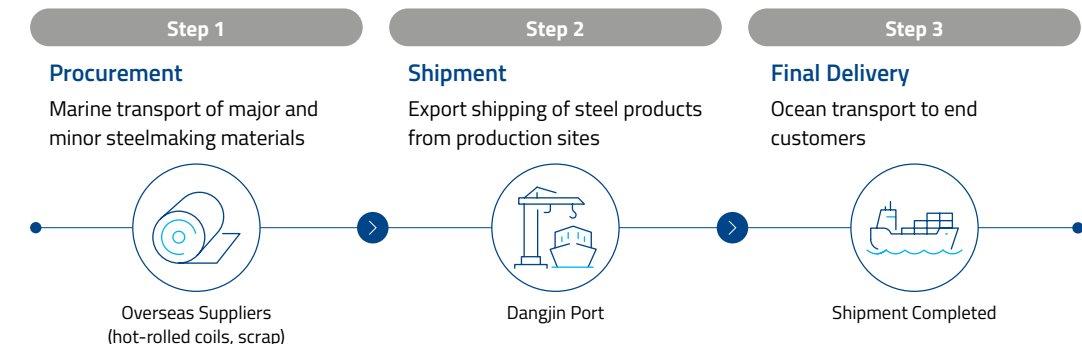 Step 1
Procurement
Marine transport of major and
minor steelmaking materials
Overseas Suppliers
(hot-rolled coils, scrap)
Step 2
Shipment
Export shipping of steel products
from production sites
Dangjin Port
Step 3
Final Delivery
Ocean transport to end
customers
Shipment Completed